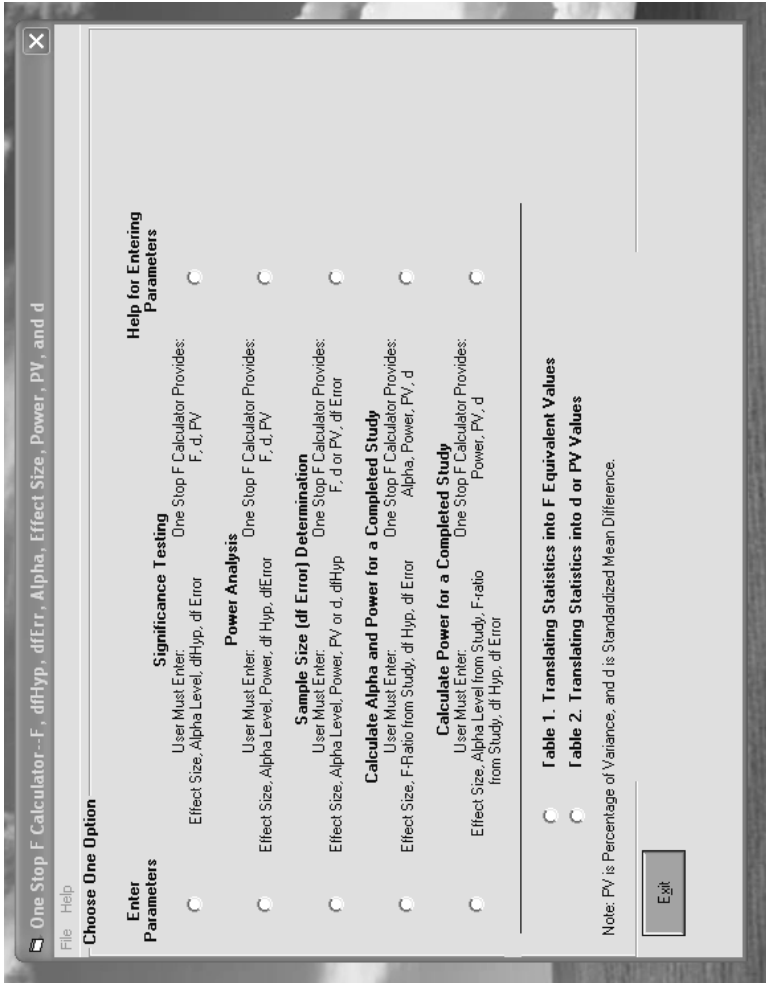 One Stop F Calculator--F, dfHyp, dfErr, Alpha, Effect Size, Power, PV, and d
File Help
Choose One Option
Enter
Parameters
Help for Entering
Parameters
Significance Testing
User Must Enter: One Stop F Calculator Provides:
Effect Size, Alpha Level, dfHyp, df Error F, d, PV
Power Analysis
User Must Enter: One Stop F Calculator Provides:
Effect Size, Alpha Level, Power, df Hyp, dfError F, d, PV
Sample Size (df Error) Determination
User Must Enter: One Stop F Calculator Provides:
Effect Size, Alpha Level, Power, PV or d, dfHyp F, d or PV, df Error
Calculate Alpha and Power for a Completed Study
User Must Enter: One Stop F Calculator Provides:
Effect Size, F-Ratio from Study, df Hyp, df Error Alpha, Power, PV, d
Calculate Power for a Completed Study
User Must Enter: One Stop F Calculator Provides:
Effect Size, Alpha Level from Study, F-ratio Power, PV, d
from Study, df Hyp, df Error
Table 1. Translating Statistics into F Equivalent Values
Table 2. Translating Statistics into d or PV Values
Note: PV is Percentage of Variance, and d is Standardized Mean Difference.
Exit